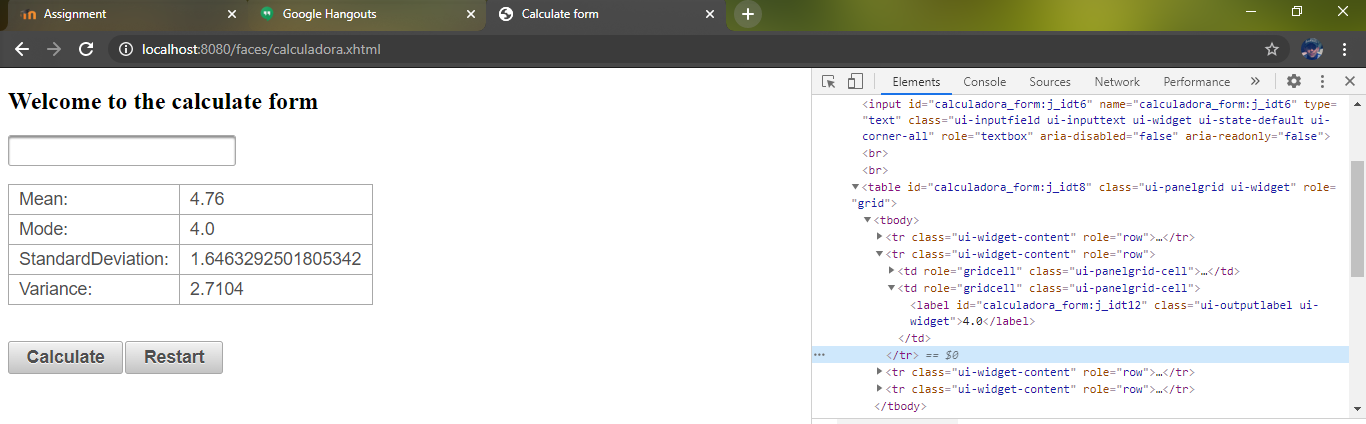 Assignment
Google Hangouts
Calculate form
localhost:8080/faces/calculadora.xhtml
Welcome to the calculate form
Mean: 4.76
Mode: 4.0
StandardDeviation: 1.6463292501805342
Variance: 2.7104
Calculate Restart
Elements Console Sources Network Performance »
<input id="calculadora_form:j_idt6" name="calculadora_form:j_idt6" type=
"text" class="ui-inputfield ui-inputtext ui-widget ui-state-default ui-
corner-all" role="textbox" aria-disabled="false" aria-readonly="false">
<br>
<br>
▼<table id="calculadora_form:j_idt8" class="ui-panelgrid ui-widget" role=
"grid">
▼<tbody>
▶<tr class="ui-widget-content" role="row">…</tr>
▼<tr class="ui-widget-content" role="row">
▶<td role="gridcell" class="ui-panelgrid-cell">…</td>
▼<td role="gridcell" class="ui-panelgrid-cell">
<label id="calculadora_form:j_idt12" class="ui-outputlabel ui-
widget">4.0</label>
</td>
</tr> == $0
▶<tr class="ui-widget-content" role="row">…</tr>
▶<tr class="ui-widget-content" role="row">…</tr>
</tbody>